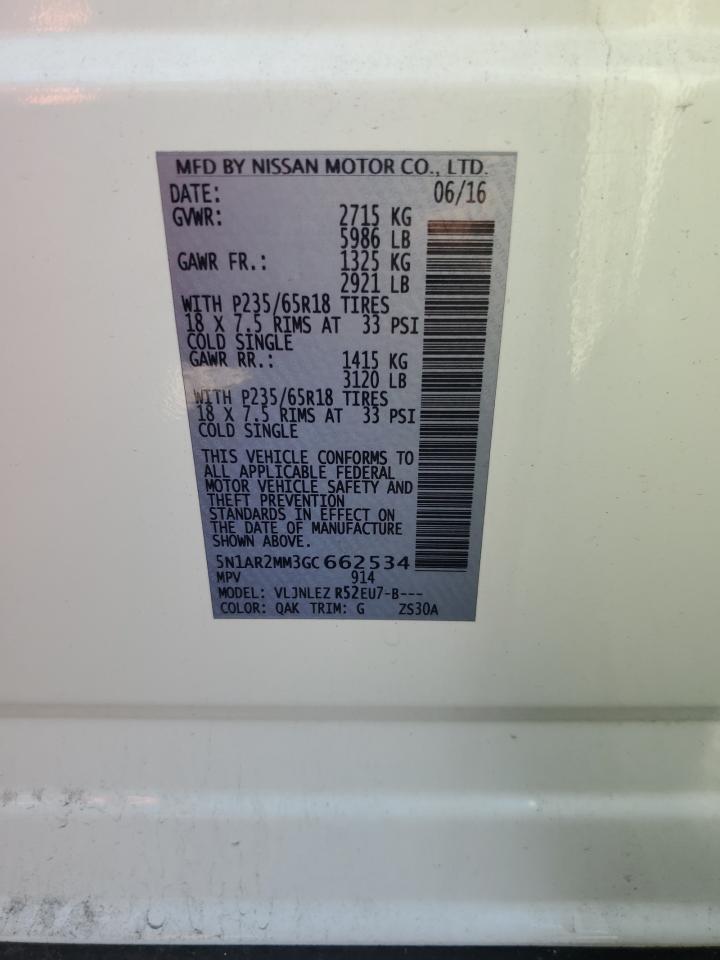 MFD BY NISSAN MOTOR CO., LTD.
DATE: 06/16
GVWR: 2715 KG
5986 LB
GAWR FR.: 1325 KG
2921 LB
WITH P235/65R18 TIRES
18 X 7.5 RIMS AT 33 PSI
COLD SINGLE
GAWR RR.: 1415 KG
3120 LB
WITH P235/65R18 TIRES
18 X 7.5 RIMS AT 33 PSI
COLD SINGLE
THIS VEHICLE CONFORMS TO
ALL APPLICABLE FEDERAL
MOTOR VEHICLE SAFETY AND
THEFT PREVENTION
STANDARDS IN EFFECT ON
THE DATE OF MANUFACTURE
SHOWN ABOVE.
5N1AR2MM3GC662534
MPV 914
MODEL: VLJNLEZ R52EU7-B---
COLOR: QAK TRIM: G ZS30A